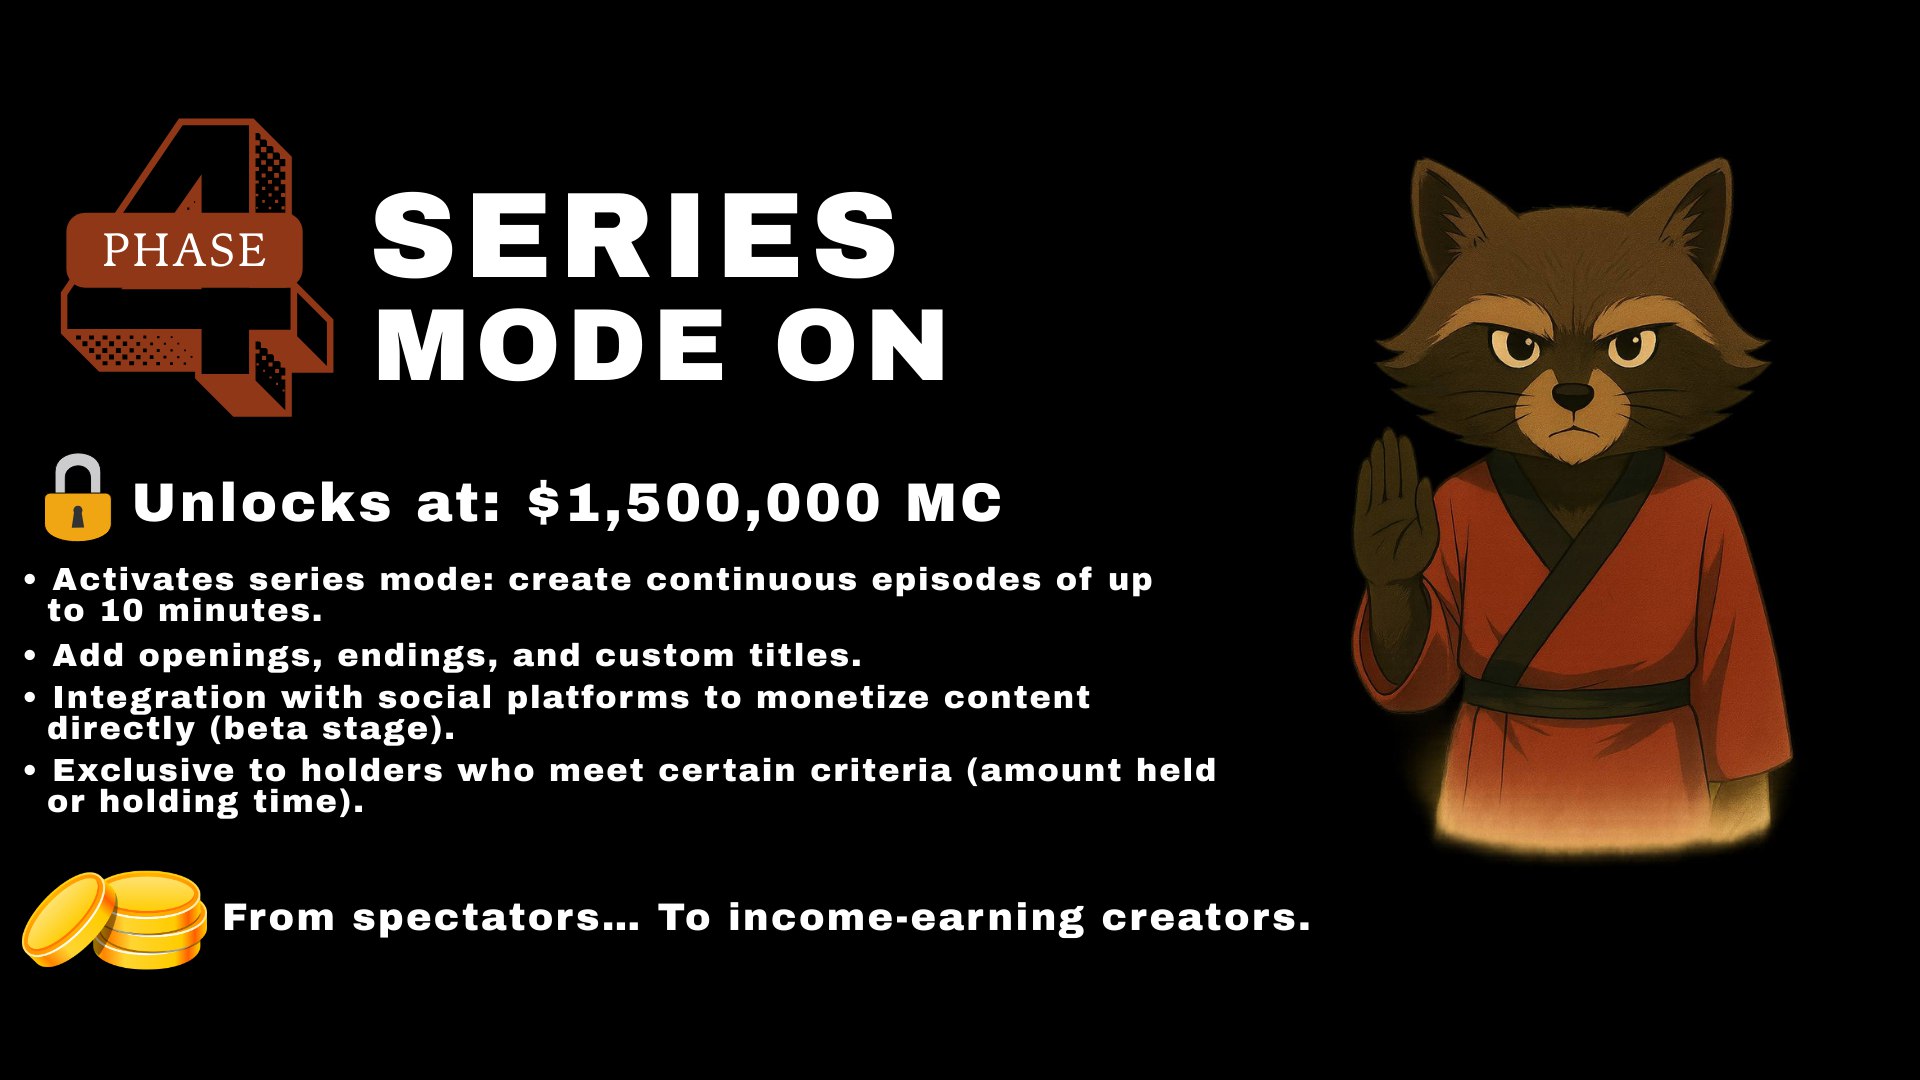 4
PHASE
SERIES
MODE ON
Unlocks at: $1,500,000 MC
• Activates series mode: create continuous episodes of up
to 10 minutes.
• Add openings, endings, and custom titles.
• Integration with social platforms to monetize content
directly (beta stage).
• Exclusive to holders who meet certain criteria (amount held
or holding time).
From spectators... To income-earning creators.